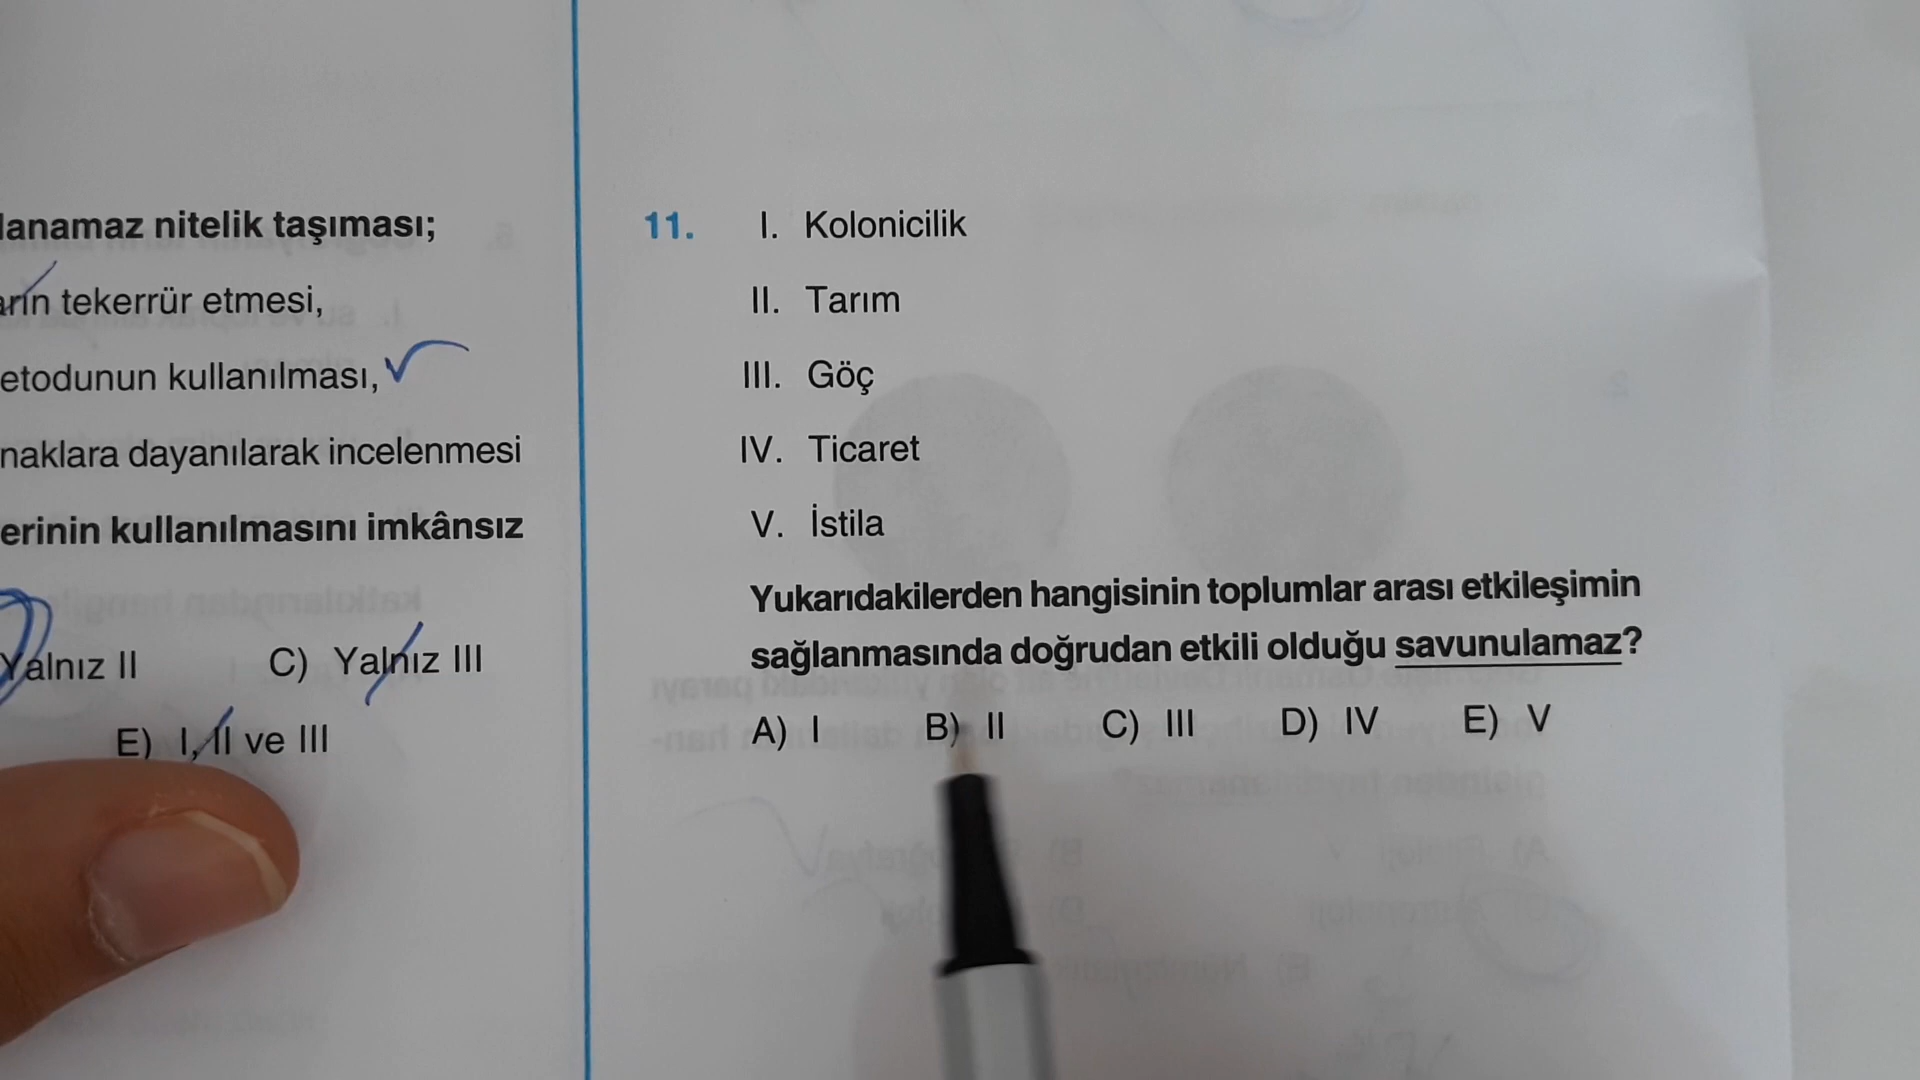 lanamaz nitelik taşıması;
arın tekerrür etmesi,
etodunun kullanılması,
naklara dayanılarak incelenmesi
erinin kullanılmasını imkânsız
Yalnız II C) Yalnız III
E) I, II ve III
11. I. Kolonicilik
II. Tarım
III. Göç
IV. Ticaret
V. İstila
Yukarıdakilerden hangisinin toplumlar arası etkileşimin
sağlanmasında doğrudan etkili olduğu savunulamaz?
A) I B) II C) III D) IV E) V